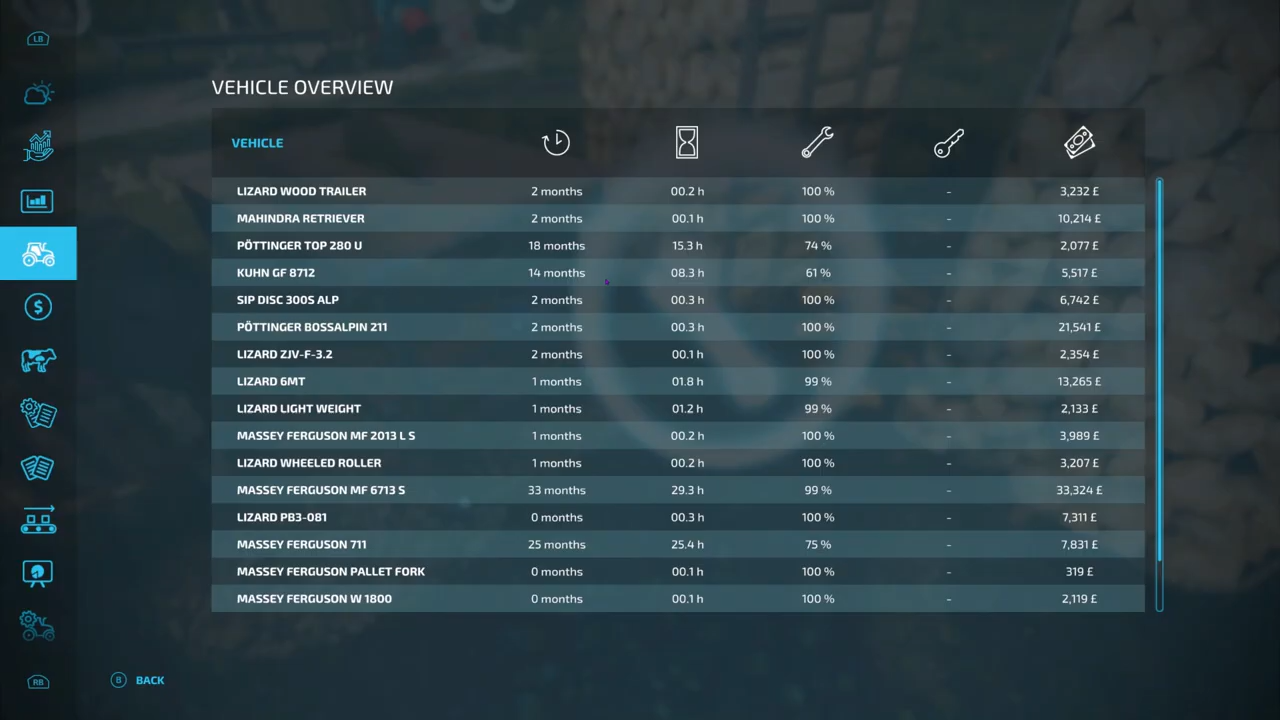 LB
VEHICLE OVERVIEW
VEHICLE
LIZARD WOOD TRAILER 2 months 00.2 h 100 % - 3,232 £
MAHINDRA RETRIEVER 2 months 00.1 h 100 % - 10,214 £
PÖTTINGER TOP 280 U 18 months 15.3 h 74 % - 2,077 £
KUHN GF 8712 14 months 08.3 h 61 % - 5,517 £
SIP DISC 300S ALP 2 months 00.3 h 100 % - 6,742 £
PÖTTINGER BOSSALPIN 211 2 months 00.3 h 100 % - 21,541 £
LIZARD ZJV-F-3.2 2 months 00.1 h 100 % - 2,354 £
LIZARD 6MT 1 months 01.8 h 99 % - 13,265 £
LIZARD LIGHT WEIGHT 1 months 01.2 h 99 % - 2,133 £
MASSEY FERGUSON MF 2013 L S 1 months 00.2 h 100 % - 3,989 £
LIZARD WHEELED ROLLER 1 months 00.2 h 100 % - 3,207 £
MASSEY FERGUSON MF 6713 S 33 months 29.3 h 99 % - 33,324 £
LIZARD PB3-081 0 months 00.3 h 100 % - 7,311 £
MASSEY FERGUSON 711 25 months 25.4 h 75 % - 7,831 £
MASSEY FERGUSON PALLET FORK 0 months 00.1 h 100 % - 319 £
MASSEY FERGUSON W 1800 0 months 00.1 h 100 % - 2,119 £
RB
B BACK